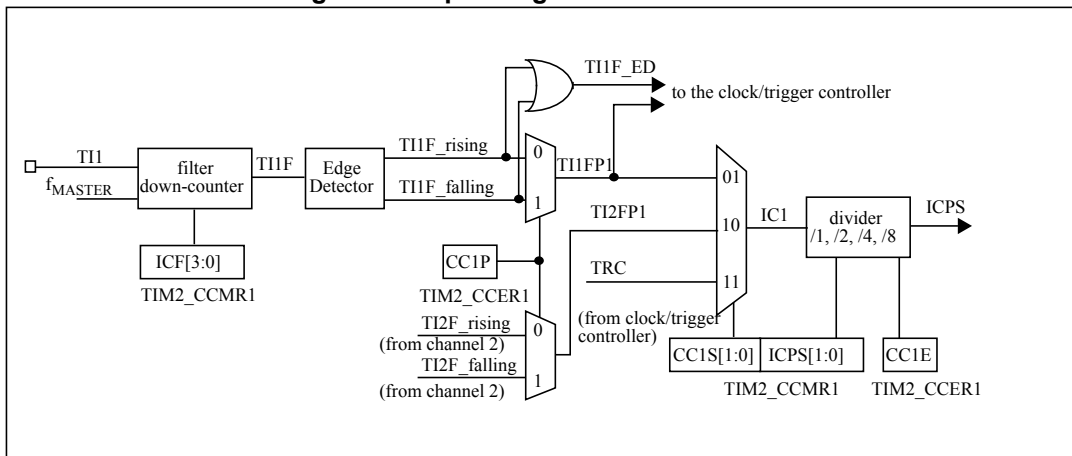 TI1F_ED
to the clock/trigger controller
TI1
fMASTER
filter
down-counter
TI1F
Edge
Detector
TI1F_rising
TI1F_falling
0
1
TI1FP1
TI2FP1
TRC
(from clock/trigger
controller)
01
10
11
IC1
divider
/1, /2, /4, /8
ICPS
ICF[3:0]
TIM2_CCMR1
CC1P
TIM2_CCER1
TI2F_rising
(from channel 2)
TI2F_falling
(from channel 2)
0
1
CC1S[1:0] ICPS[1:0]
TIM2_CCMR1
CC1E
TIM2_CCER1